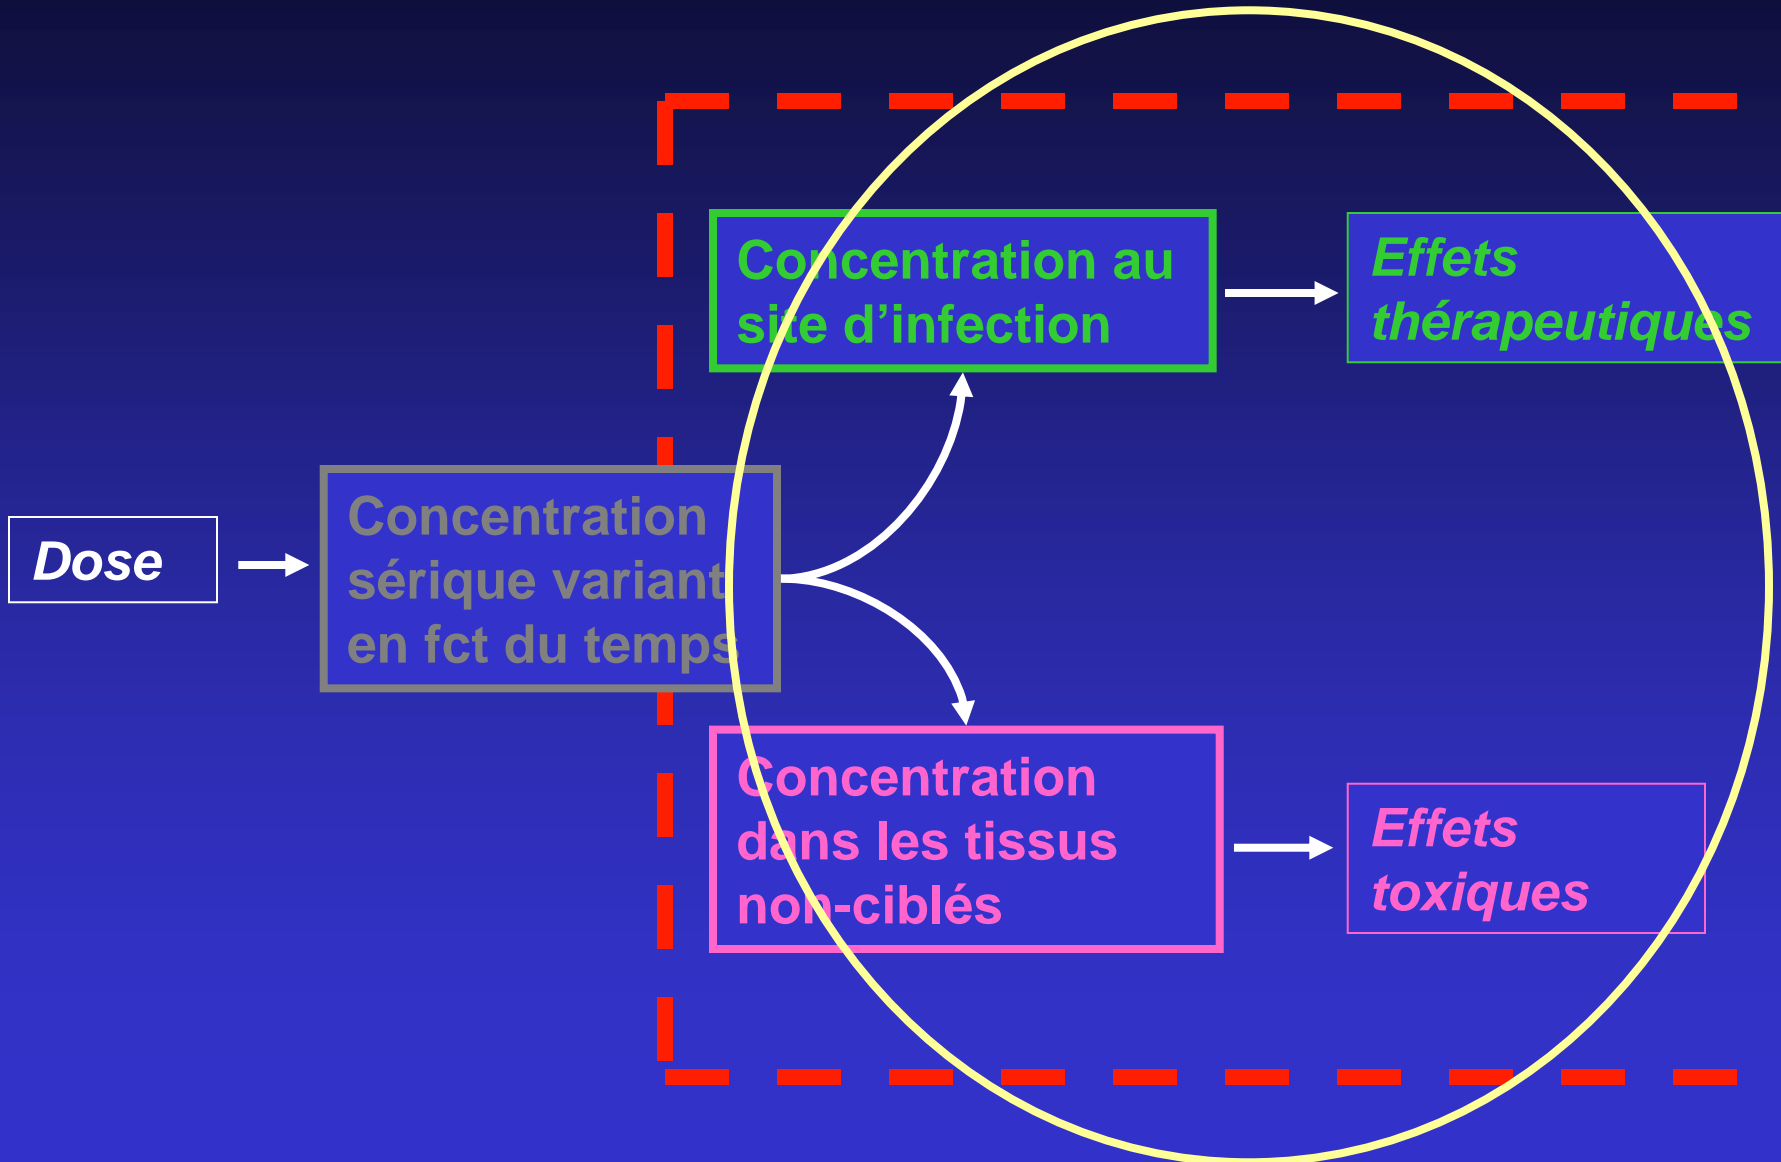 Dose
Concentration
sérique variant
en fct du temps
Concentration au
site d’infection
Effets
thérapeutiques
Concentration
dans les tissus
non-ciblés
Effets
toxiques